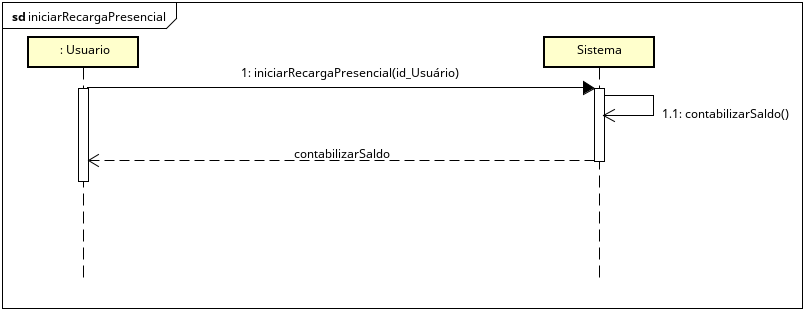 sd iniciarRecargaPresencial
: Usuario
Sistema
1: iniciarRecargaPresencial(id_Usuário)
1.1: contabilizarSaldo()
contabilizarSaldo